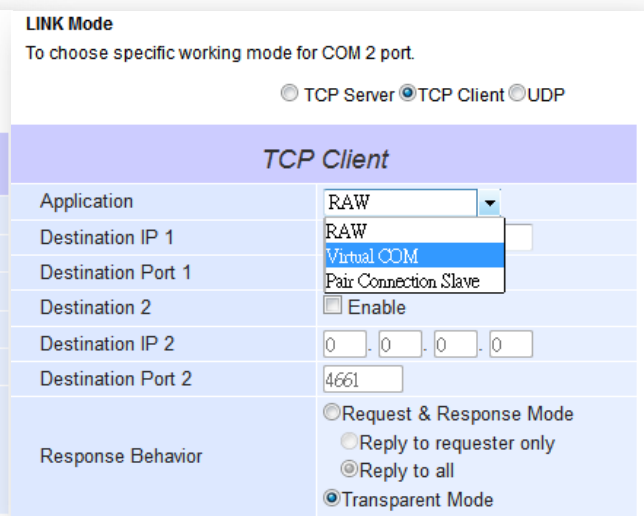 LINK Mode
To choose specific working mode for COM 2 port.
TCP Server TCP Client UDP
TCP Client
Application RAW
RAW
Destination IP 1
Virtual COM
Destination Port 1
Pair Connection Slave
Destination 2 Enable
Destination IP 2 0 . 0 . 0 . 0
Destination Port 2 4661
Request & Response Mode
Reply to requester only
Response Behavior
Reply to all
Transparent Mode